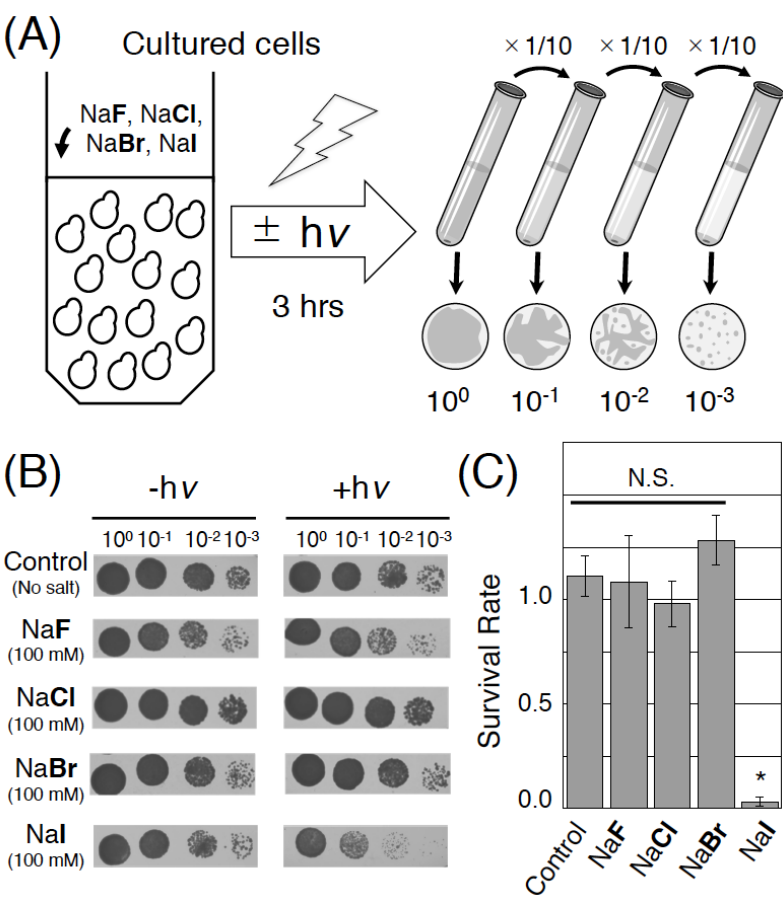 (A)
Cultured cells
NaF, NaCl,
NaBr, NaI
± hν
3 hrs
× 1/10 × 1/10 × 1/10
10⁰ 10⁻¹ 10⁻² 10⁻³
(B)
-hν +hν
10⁰ 10⁻¹ 10⁻² 10⁻³ 10⁰ 10⁻¹ 10⁻² 10⁻³
Control
(No salt)
NaF
(100 mM)
NaCl
(100 mM)
NaBr
(100 mM)
NaI
(100 mM)
(C)
N.S.
Survival Rate
1.0
0.5
0.0
*
Control NaF NaCl NaBr NaI